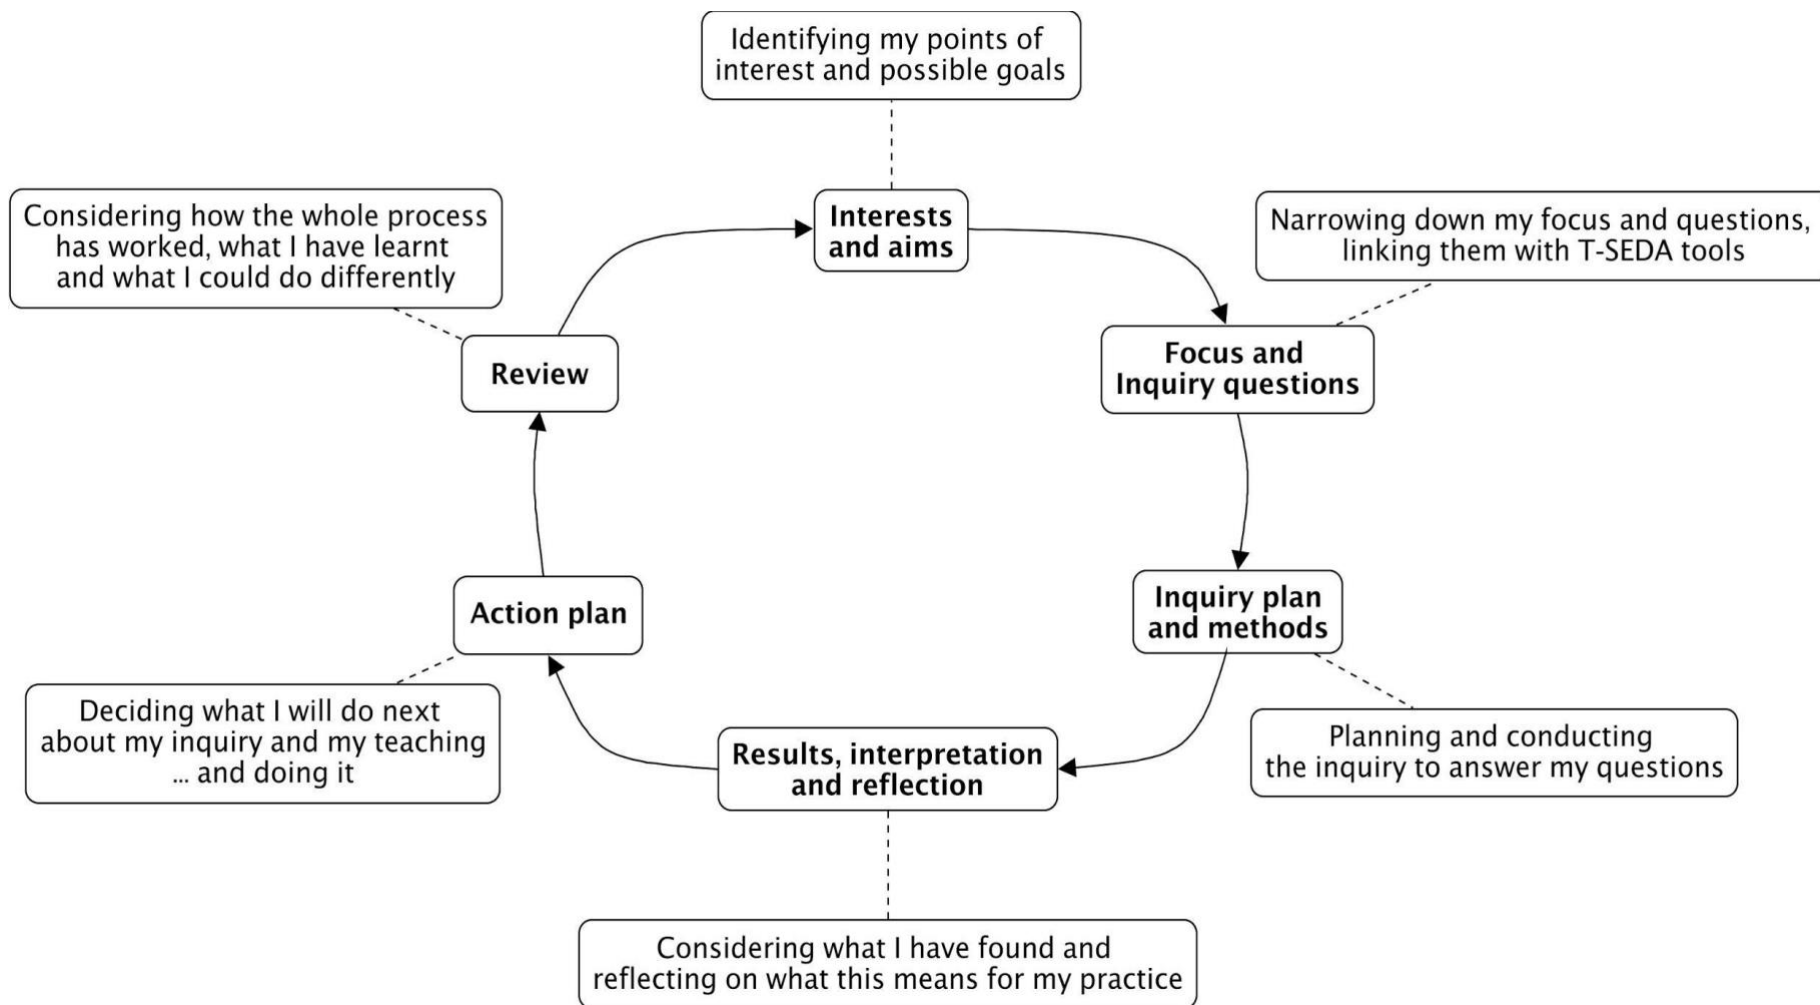 Identifying my points of
interest and possible goals
Interests
and aims
Narrowing down my focus and questions,
linking them with T-SEDA tools
Focus and
Inquiry questions
Inquiry plan
and methods
Planning and conducting
the inquiry to answer my questions
Results, interpretation
and reflection
Considering what I have found and
reflecting on what this means for my practice
Action plan
Deciding what I will do next
about my inquiry and my teaching
... and doing it
Review
Considering how the whole process
has worked, what I have learnt
and what I could do differently